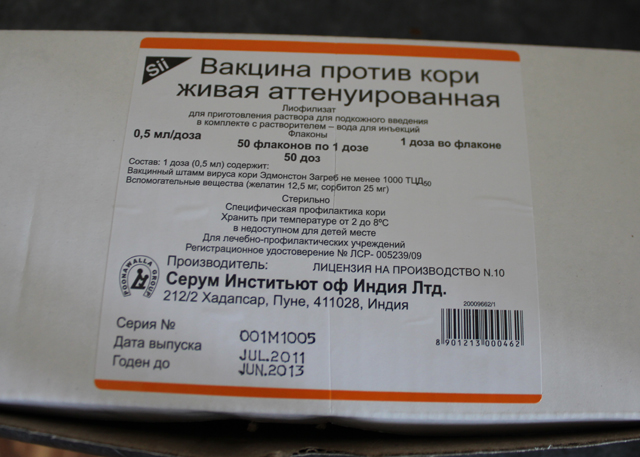 Sii
Вакцина против кори
живая аттенуированная
Лиофилизат
для приготовления раствора для подкожного введения
в комплекте с растворителем – вода для инъекций
Флаконы
0,5 мл/доза
50 флаконов по 1 дозе
1 доза во флаконе
50 доз
Состав: 1 доза (0,5 мл) содержит:
Вакцинный штамм вируса кори Эдмонстон Загреб не менее 1000 ТЦД50
Вспомогательные вещества (желатин 12,5 мг, сорбитол 25 мг)
Стерильно
Специфическая профилактика кори
Хранить при температуре от 2 до 8°С
в недоступном для детей месте
Для лечебно-профилактических учреждений
Регистрационное удостоверение № ЛСР- 005239/09
POONAWALLA GROUP
Производитель:
ЛИЦЕНЗИЯ НА ПРОИЗВОДСТВО N.10
Серум Инститьют оф Индия Лтд.
212/2 Хадапсар, Пуне, 411028, Индия
20009662/1
8901213000462
Серия № 001M1005
Дата выпуска JUL.2011
Годен до JUN.2013